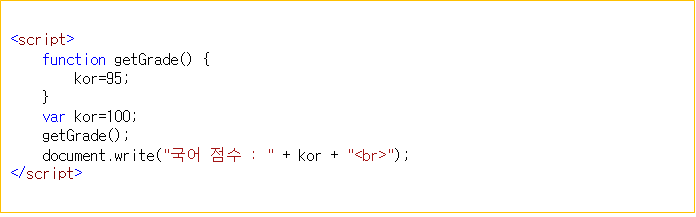 <script>
function getGrade() {
kor=95;
}
var kor=100;
getGrade();
document.write("국어 점수 : " + kor + "<br>");
</script>